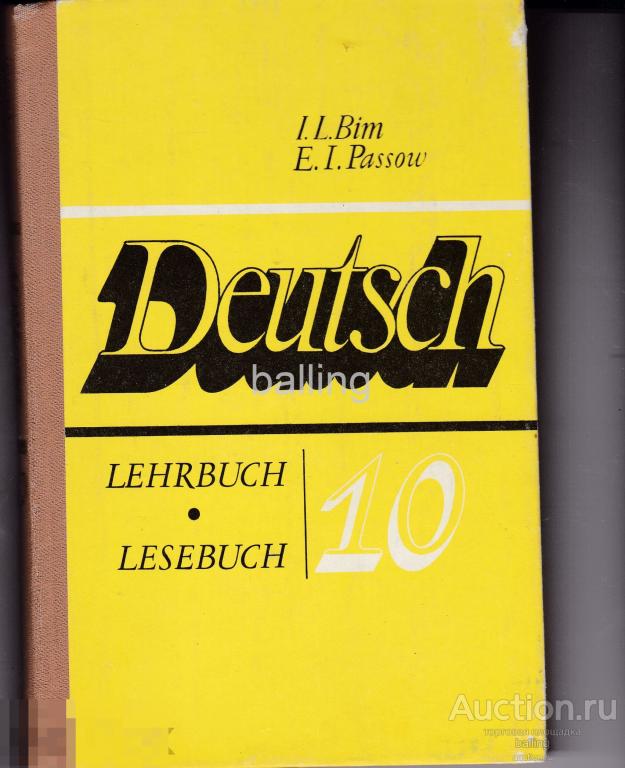 I.L.Bim
E.I.Passow
Deutsch
balling
LEHRBUCH
•
LESEBUCH
10
Auction.ru
торговая площадка
balling